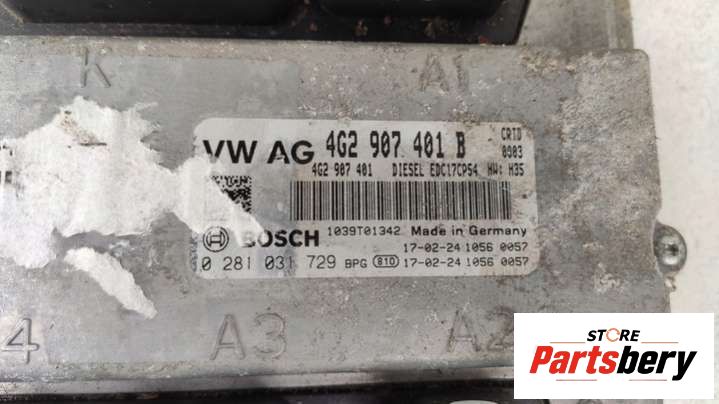 K A1
VW AG 4G2 907 401 B CRTD
0903
4G2 907 401 DIESEL EDC17CP54 HW: H35
1039T01342 Made in Germany
BOSCH 17-02-24 1056 0057
0 281 031 729 BPG 810 17-02-24 1056 0057
4 A3 A2
STORE
Partsbery